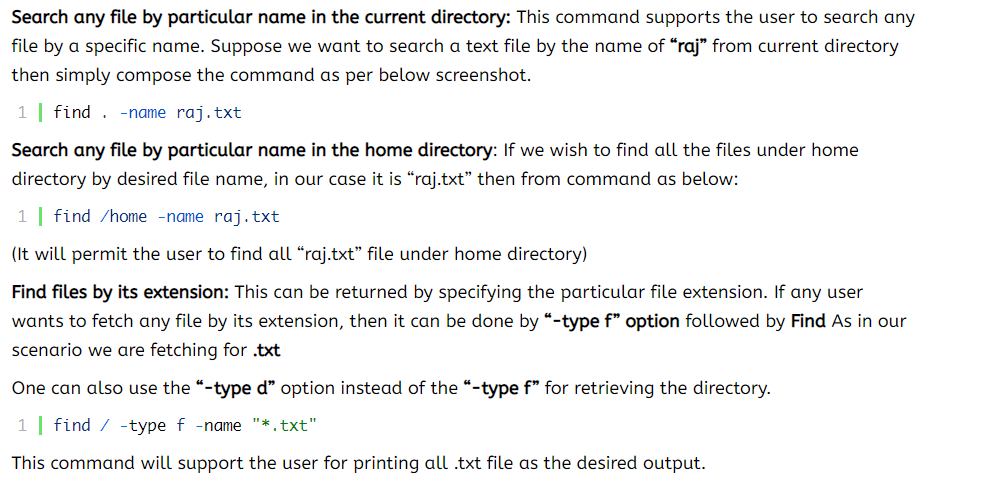 Search any file by particular name in the current directory: This command supports the user to search any
file by a specific name. Suppose we want to search a text file by the name of “raj” from current directory
then simply compose the command as per below screenshot.
1 find . -name raj.txt
Search any file by particular name in the home directory: If we wish to find all the files under home
directory by desired file name, in our case it is “raj.txt” then from command as below:
1 find /home -name raj.txt
(It will permit the user to find all “raj.txt” file under home directory)
Find files by its extension: This can be returned by specifying the particular file extension. If any user
wants to fetch any file by its extension, then it can be done by “-type f” option followed by Find As in our
scenario we are fetching for .txt
One can also use the “-type d” option instead of the “-type f” for retrieving the directory.
1 find / -type f -name "*.txt"
This command will support the user for printing all .txt file as the desired output.